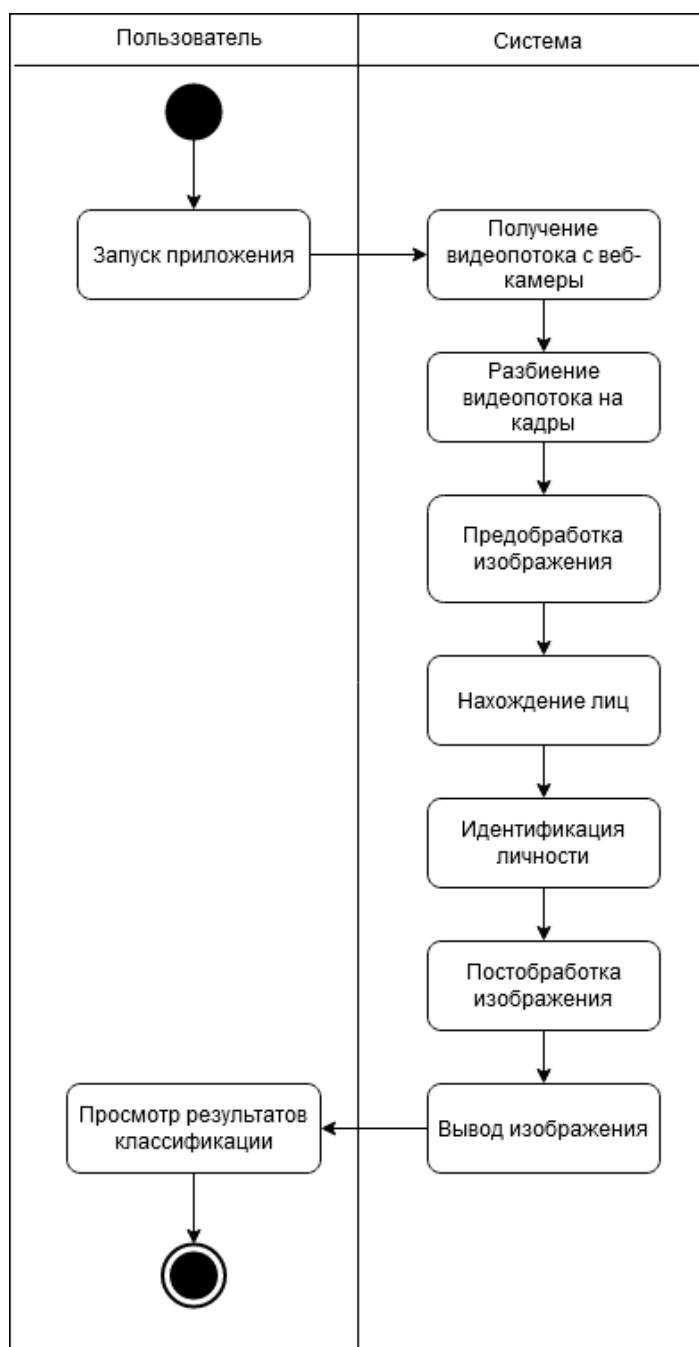 Пользователь
Система
Запуск приложения
Получение
видеопотока с веб-
камеры
Разбиение
видеопотока на
кадры
Предобработка
изображения
Нахождение лиц
Идентификация
личности
Постобработка
изображения
Вывод изображения
Просмотр результатов
классификации